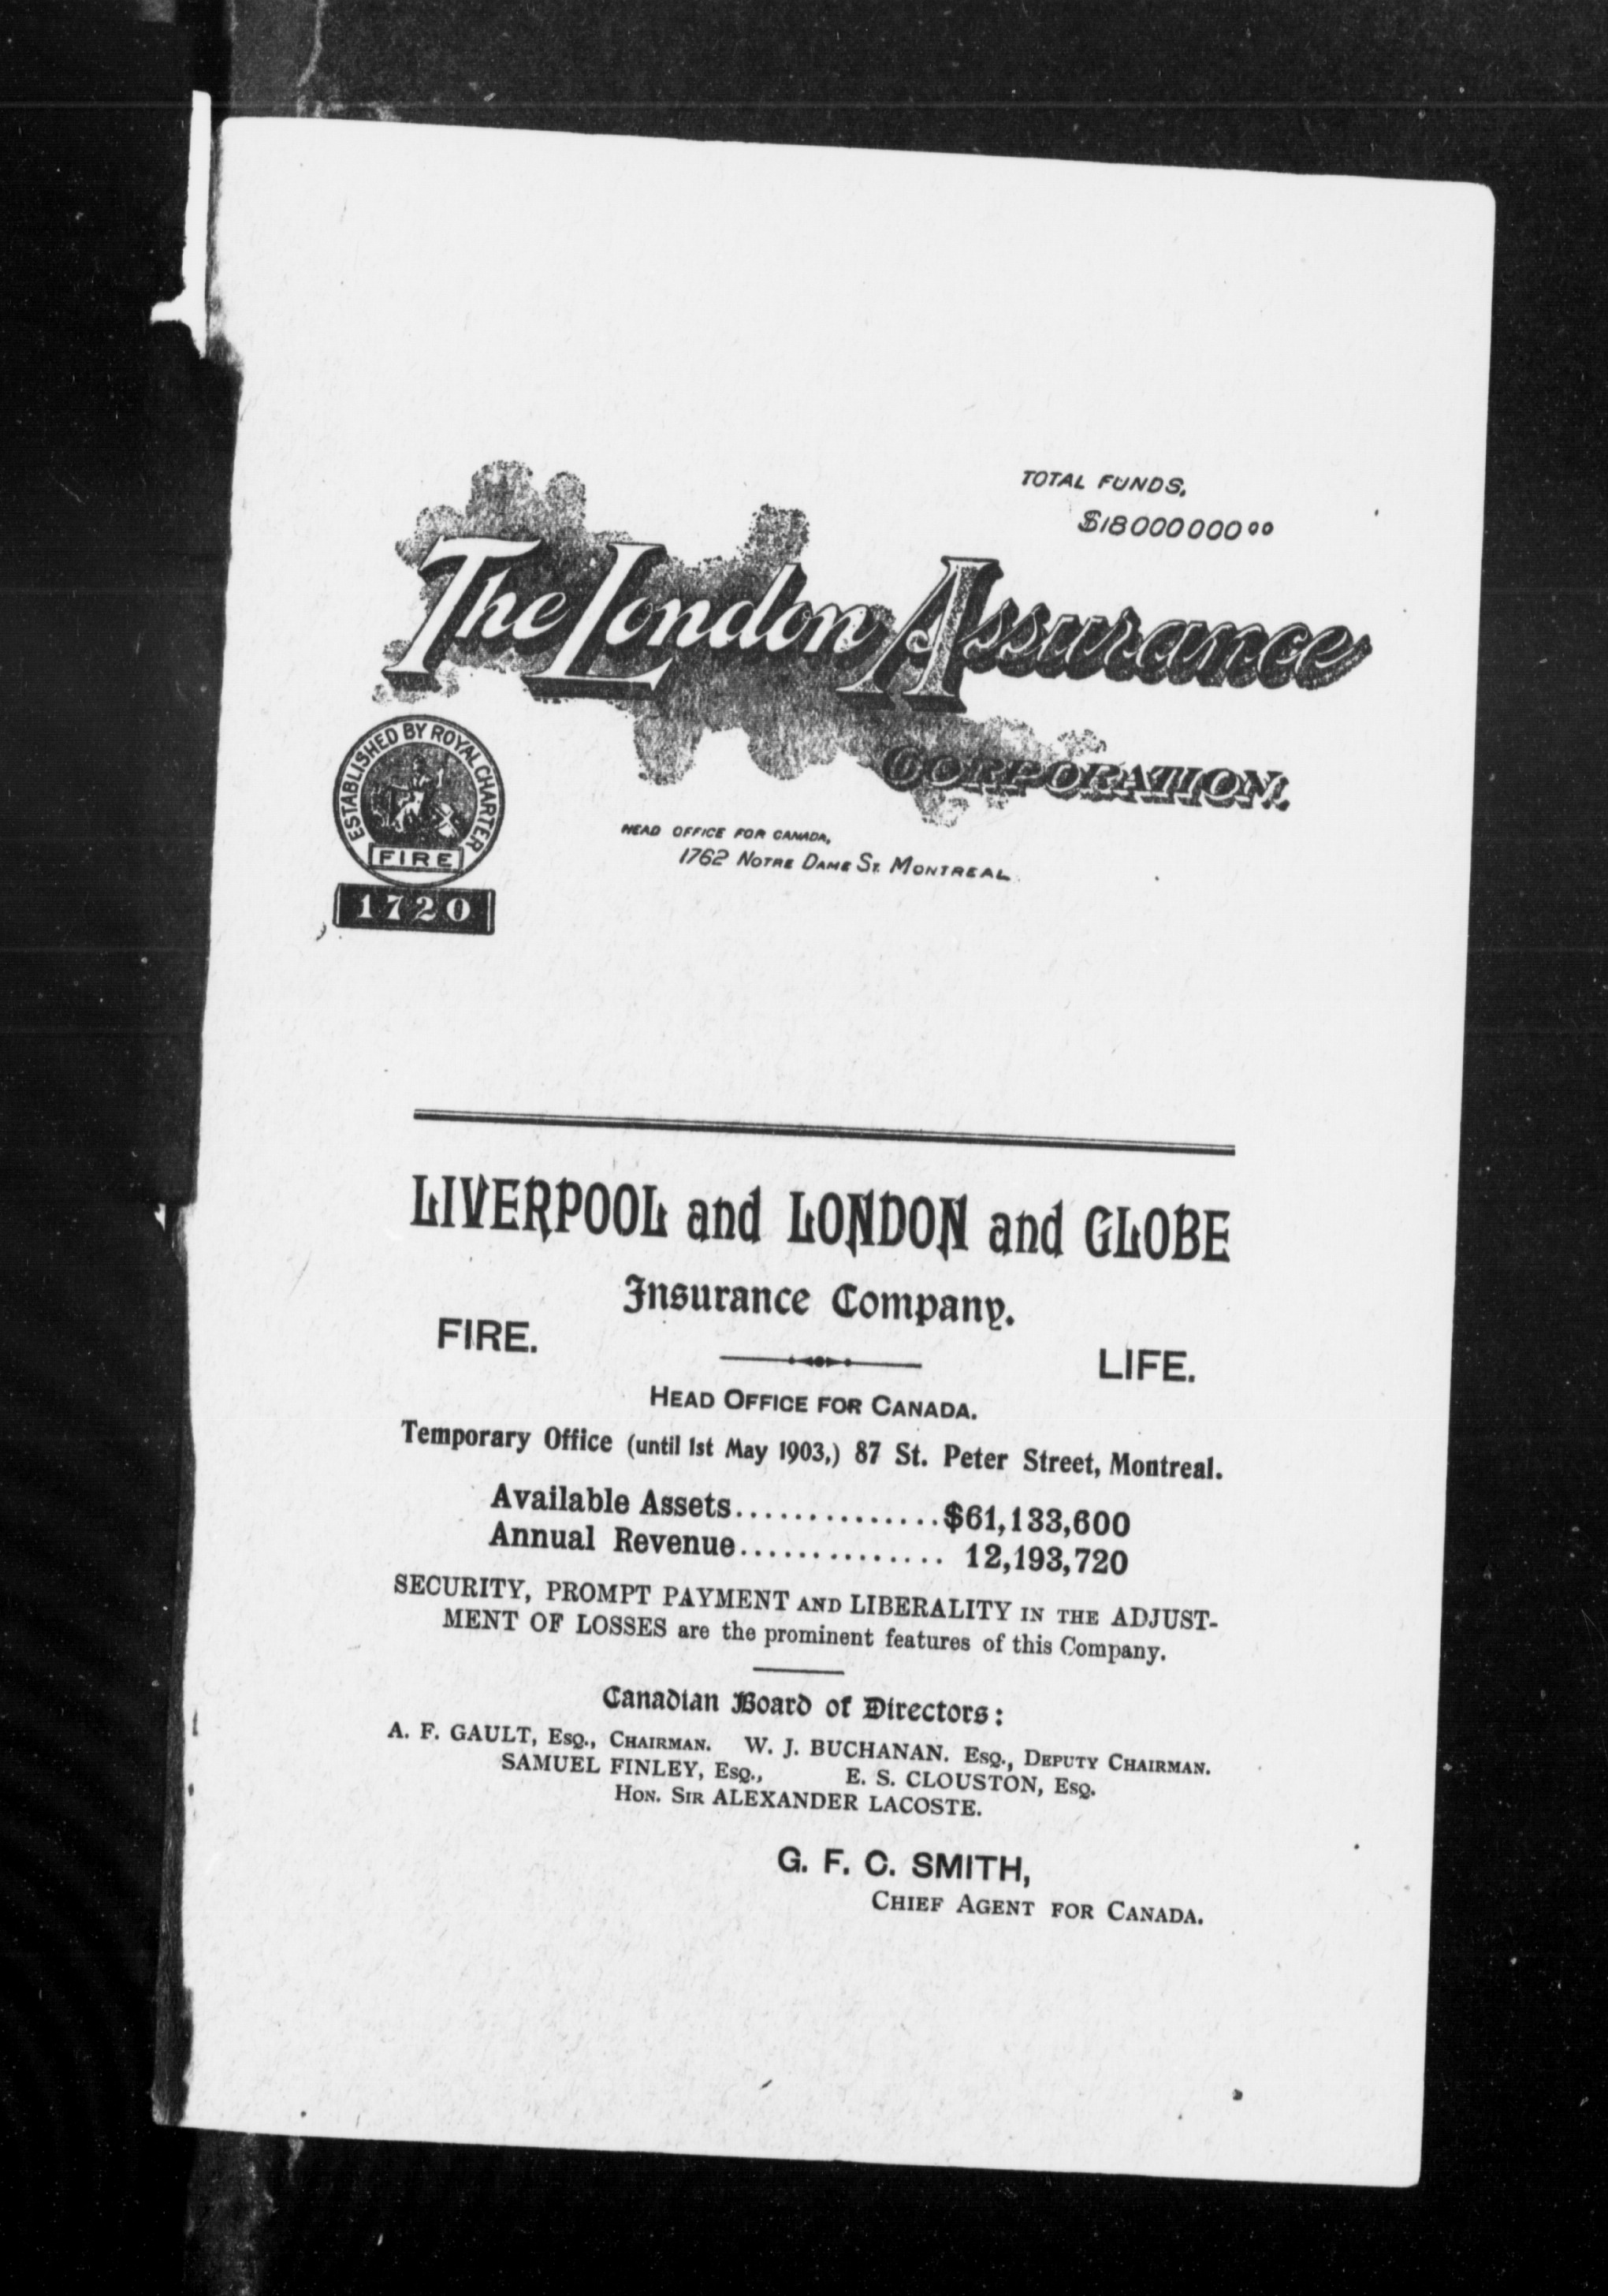 TOTAL FUNDS,
$18000000⁰⁰
The London Assurance
CORPORATION.
ESTABLISHED BY ROYAL CHARTER
FIRE
1720
HEAD OFFICE FOR CANADA,
1762 NOTRE DAME ST. MONTREAL.
LIVERPOOL and LONDON and GLOBE
Insurance Company.
FIRE.
LIFE.
HEAD OFFICE FOR CANADA.
Temporary Office (until 1st May 1903,) 87 St. Peter Street, Montreal.
Available Assets...............$61,133,600
Annual Revenue.............. 12,193,720
SECURITY, PROMPT PAYMENT AND LIBERALITY IN THE ADJUST-
MENT OF LOSSES are the prominent features of this Company.
Canadian Board of Directors:
A. F. GAULT, ESQ., CHAIRMAN. W. J. BUCHANAN. ESQ., DEPUTY CHAIRMAN.
SAMUEL FINLEY, ESQ., E. S. CLOUSTON, ESQ.
HON. SIR ALEXANDER LACOSTE.
G. F. C. SMITH,
CHIEF AGENT FOR CANADA.